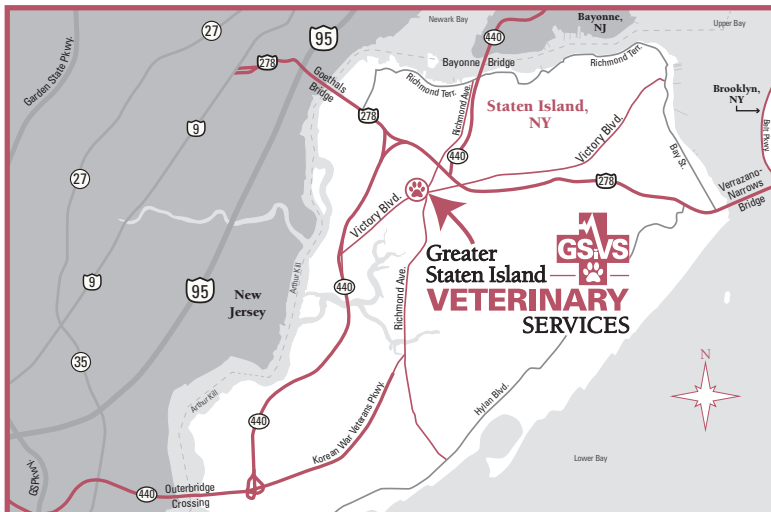 Newark Bay
Bayonne,
NJ
Upper Bay
27
95
440
Garden State Pkwy.
278
Goethals
Bridge
Bayonne Bridge
Richmond Terr.
Richmond Terr.
Richmond Ave.
Staten Island,
NY
Brooklyn,
NY
Belt Pkwy
278
9
440
Victory Blvd.
Bay St.
27
278
Verrazano-
Narrows
Bridge
Victory Blvd.
GSiVS
Greater
Staten Island
VETERINARY
SERVICES
9
95
New
Jersey
Arthur Kill
440
Richmond Ave.
35
N
Arthur Kill
440
Korean War Veterans Pkwy.
Hylan Blvd.
Lower Bay
GSPkwy.
440
Outerbridge
Crossing